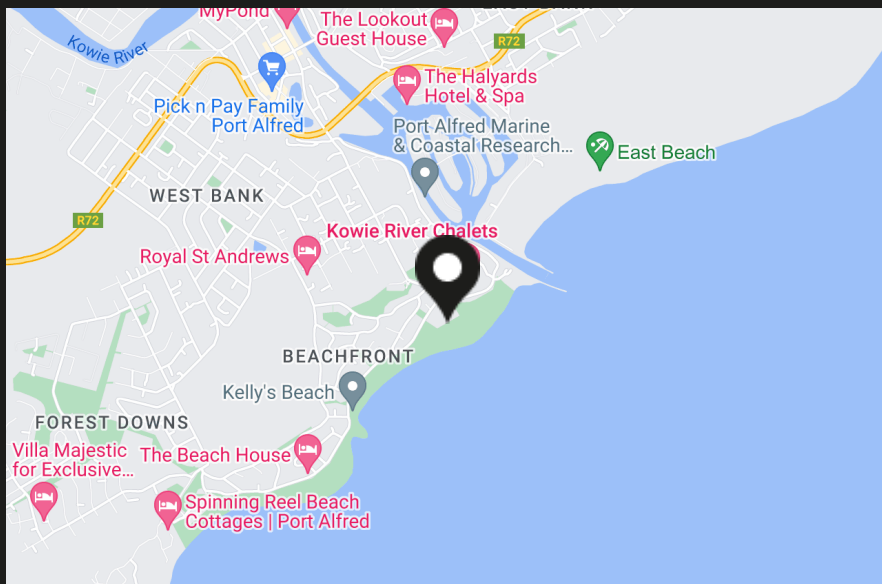 MyPond
The Lookout
Guest House
R72
Kowie River
The Halyards
Hotel & Spa
Pick n Pay Family
Port Alfred
Port Alfred Marine
& Coastal Research...
East Beach
WEST BANK
R72
Kowie River Chalets
Royal St Andrews
BEACHFRONT
Kelly's Beach
FOREST DOWNS
Villa Majestic
for Exclusive...
The Beach House
Spinning Reel Beach
Cottages | Port Alfred